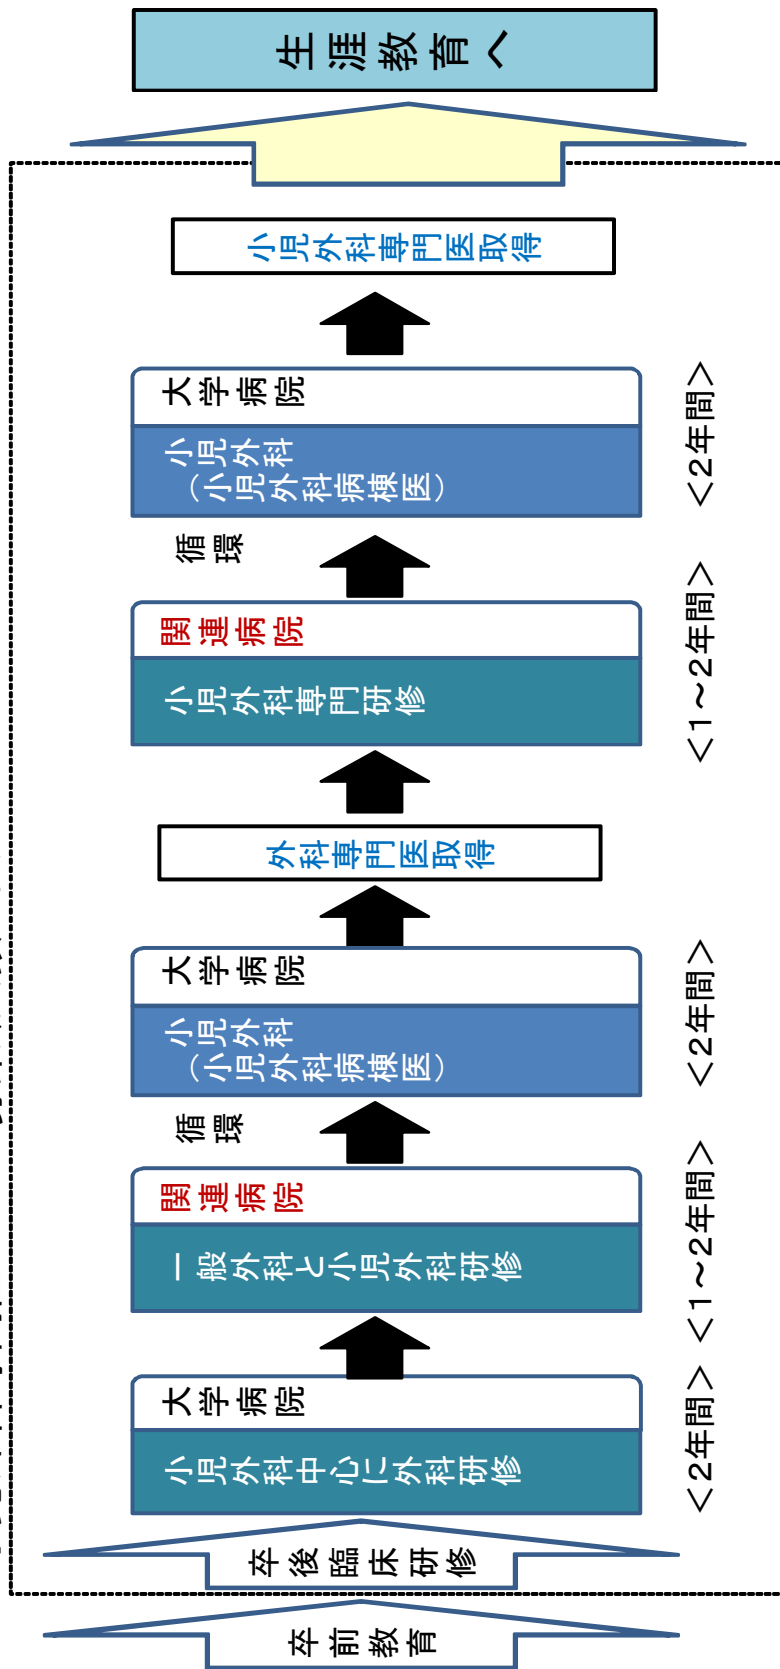 卒前教育
卒後臨床研修
大学病院
小児外科中心に外科研修
<2年間>
関連病院
一般外科と小児外科研修
<1~2年間>
循環
大学病院
小児外科
(小児外科病棟医)
<2年間>
外科専門医取得
関連病院
小児外科専門研修
<1~2年間>
循環
大学病院
小児外科
(小児外科病棟医)
<2年間>
小児外科専門医取得
生涯教育へ